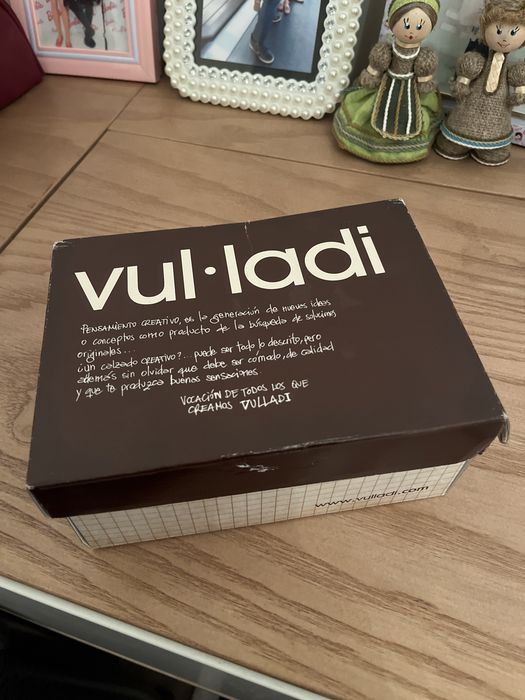 vul·ladi
PENSAMIENTO CREATIVO, es la generación de nuevas ideas
o conceptos como producto de la búsqueda de soluciones
originales...
¿un calzado CREATIVO?... puede ser todo lo descrito, pero
además sin olvidar que debe ser cómodo, de calidad
y que te produzca buenas sensaciones.
VOCACIÓN DE TODOS LOS QUE
CREAMOS VULLADI
www.vulladi.com